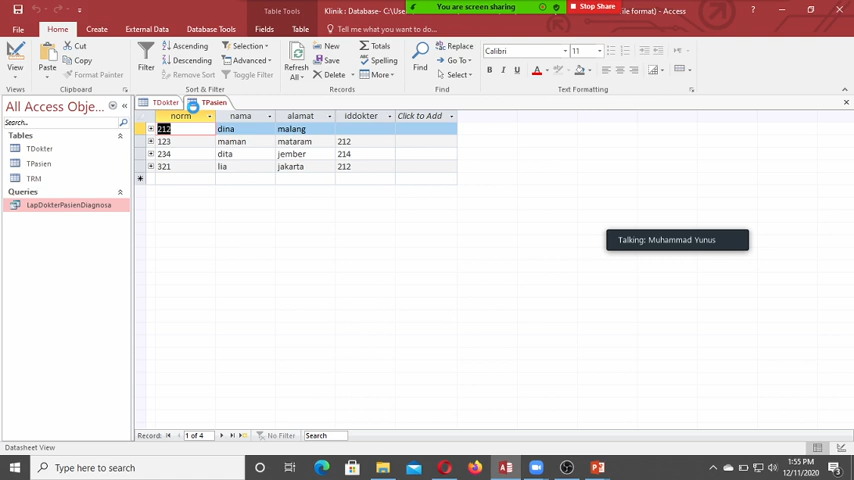 Table Tools
Klinik : Database- C:\Use
You are screen sharing
Stop Share
file format) - Access
File
Home
Create
External Data
Database Tools
Fields
Table
Tell me what you want to do
View
Paste
Cut
Copy
Format Painter
Filter
Ascending
Descending
Remove Sort
Selection
Advanced
Toggle Filter
Refresh
All
New
Save
Delete
Totals
Spelling
More
Find
Replace
Go To
Select
Calibri
11
B I U A
Views
Clipboard
Sort & Filter
Records
Find
Text Formatting
All Access Obje...
Search...
Tables
TDokter
TPasien
TRM
Queries
LapDokterPasienDiagnosa
TDokter
TPasien
norm nama alamat iddokter Click to Add
212 dina malang
123 maman mataram 212
234 dita jember 214
321 lia jakarta 212
Talking: Muhammad Yunus
Record: 1 of 4 No Filter Search
Datasheet View
Type here to search
1:55 PM
12/11/2020
3